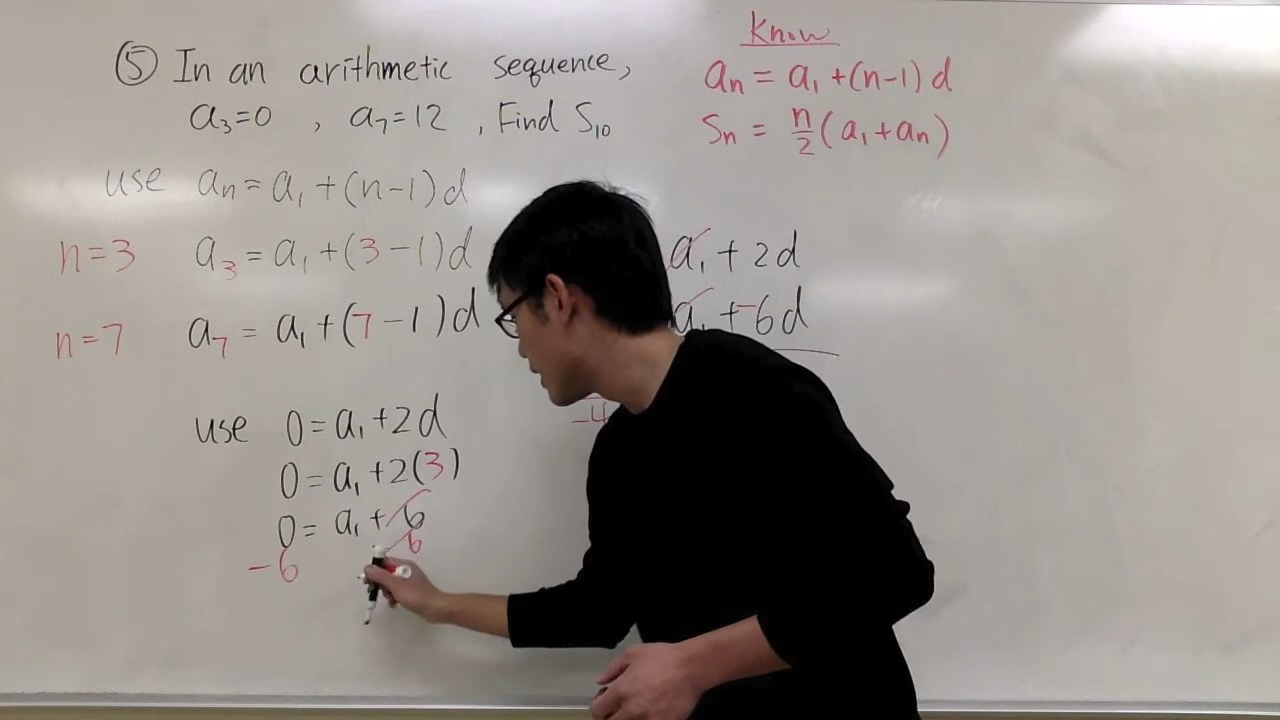 ⑤ In an arithmetic sequence,
a₃=0 , a₇=12 , Find S₁₀
Know
aₙ = a₁ + (n-1) d
Sₙ = n/2 (a₁ + aₙ)
use aₙ = a₁ + (n-1) d
n=3 a₃ = a₁ + (3-1) d
a₁ + 2d
n=7 a₇ = a₁ + (7-1) d
a₁ + 6d
-4
use 0 = a₁ + 2d
0 = a₁ + 2(3)
0 = a₁ + 6
-6 6